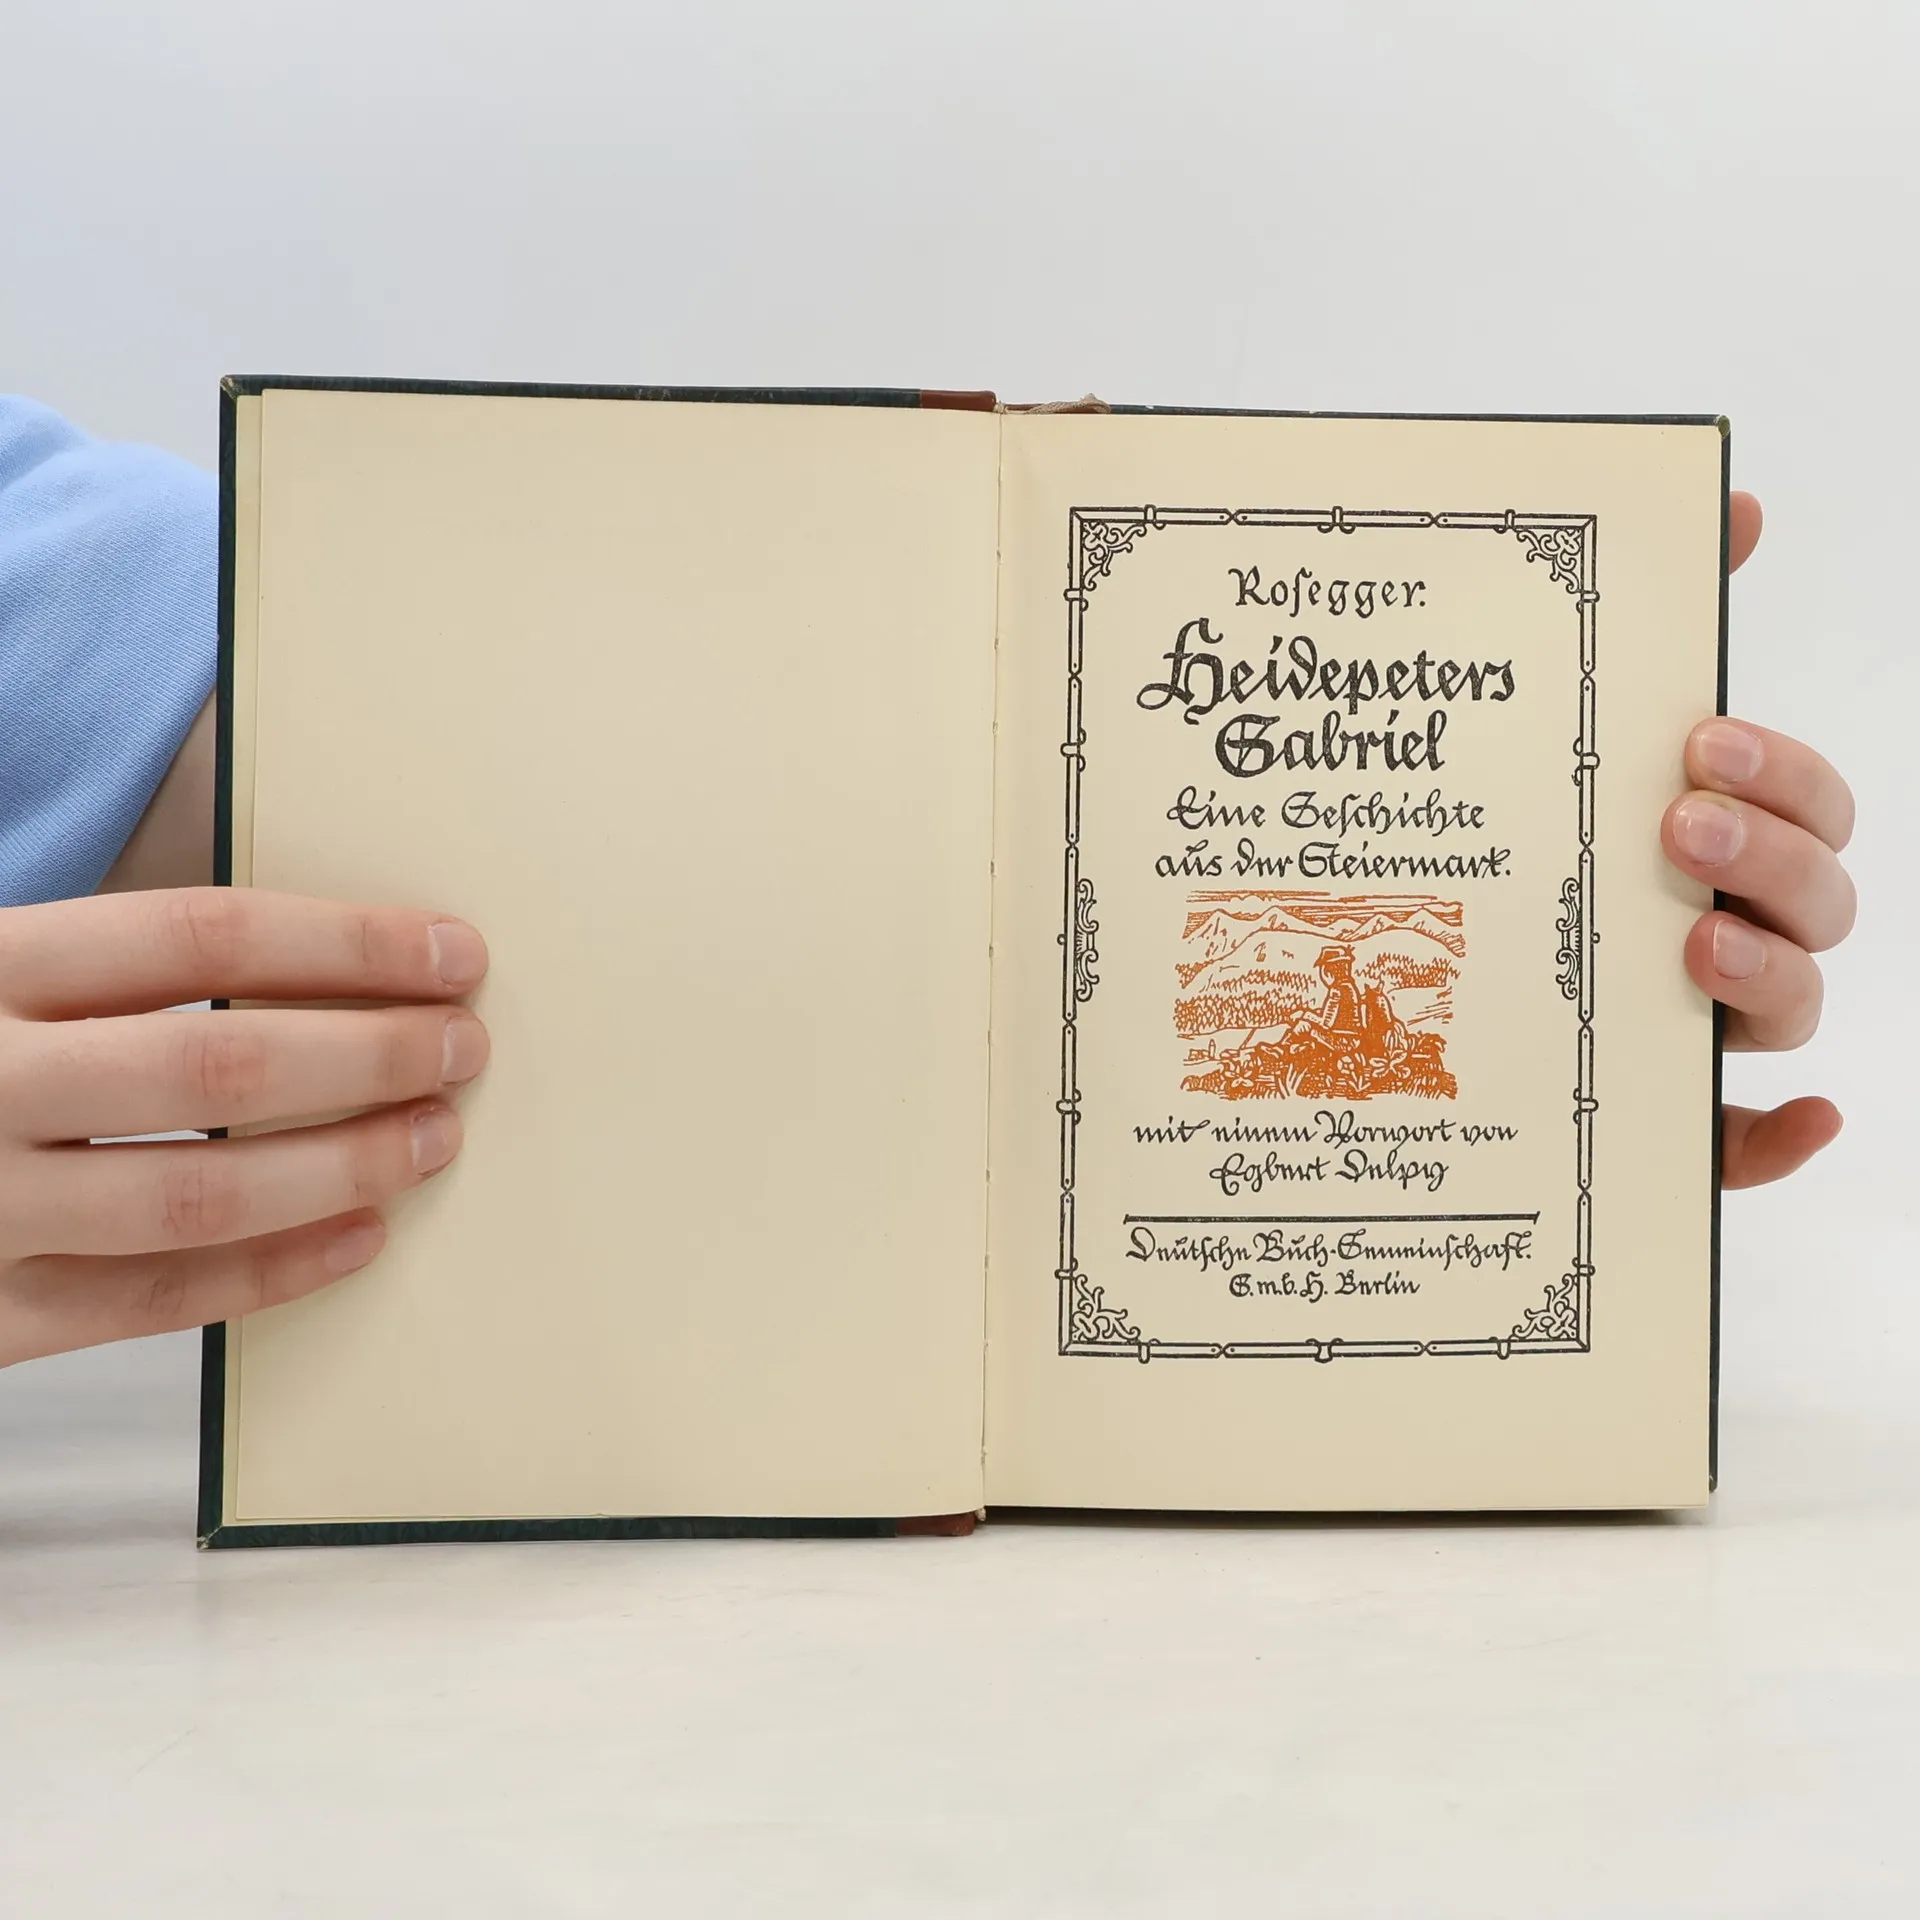 Rosegger.
Heidepeters
Gabriel
Eine Geschichte
aus der Steiermark.
mit einem Vorwort von
Egbert Delpy
Deutsche Buch-Gemeinschaft.
G.m.b.H. Berlin